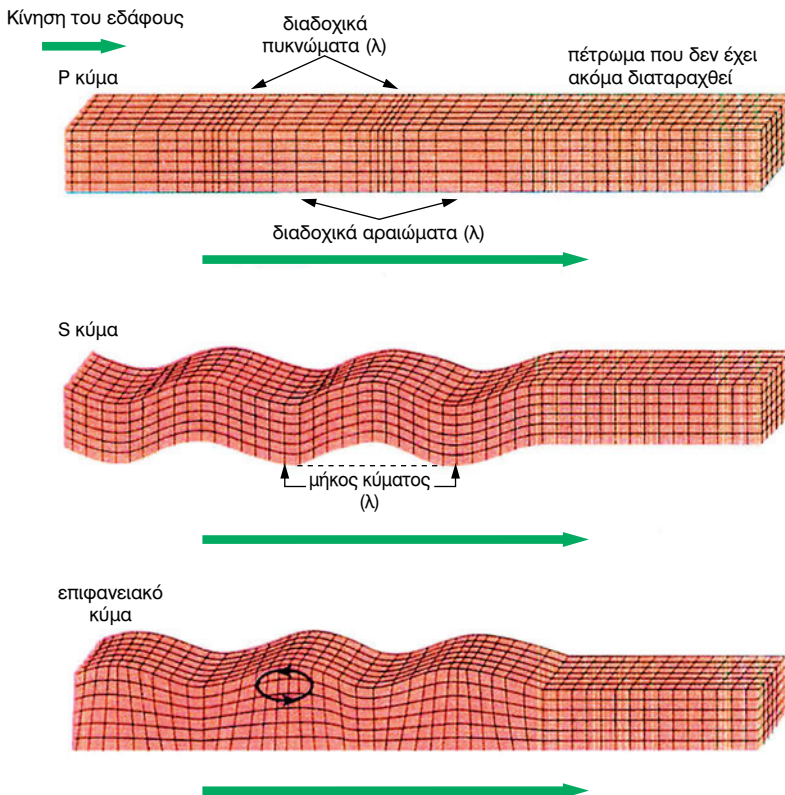 Κίνηση του εδάφους
P κύμα
διαδοχικά
πυκνώματα (λ)
πέτρωμα που δεν έχει
ακόμα διαταραχθεί
διαδοχικά αραιώματα (λ)
S κύμα
μήκος κύματος
(λ)
επιφανειακό
κύμα